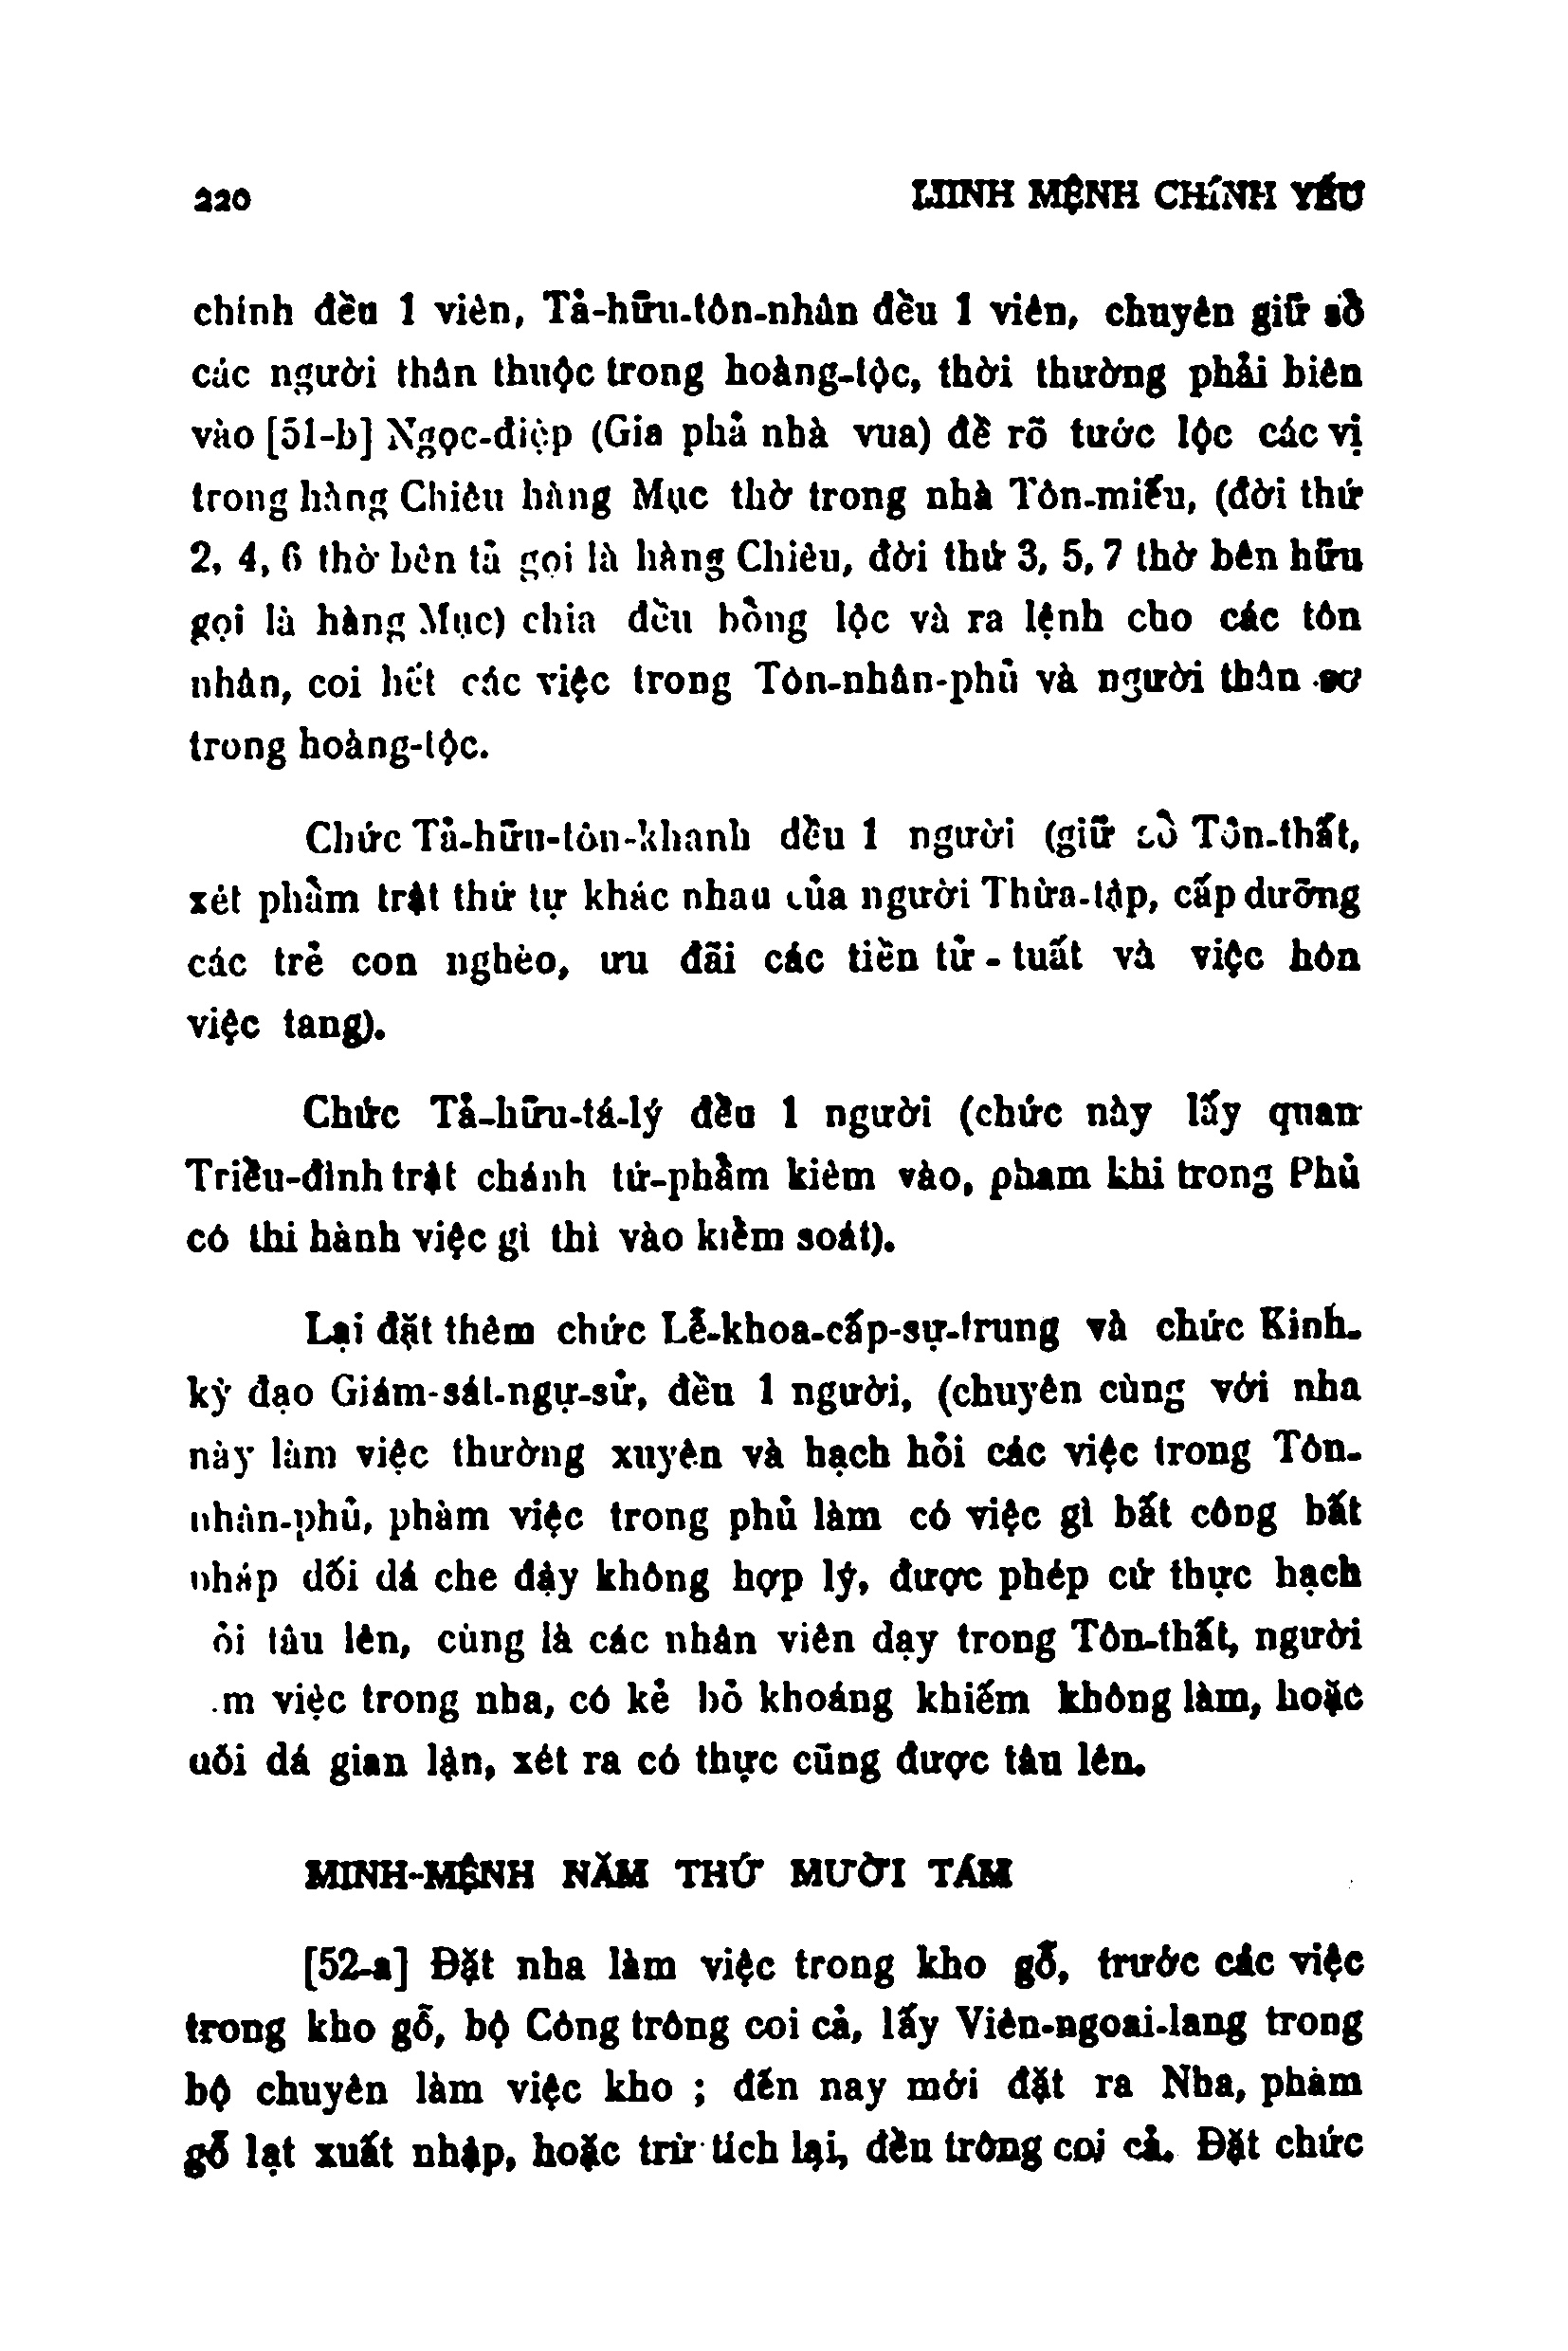 220 MINH MỆNH CHÍNH YẾU
chính đều 1 viên, Tả-hữu-tôn-nhân đều 1 viên, chuyên giữ sổ
các người thân thuộc trong hoàng-tộc, thời thường phải biên
vào [51-b] Ngọc-điệp (Gia phả nhà vua) để rõ tước lộc các vị
trong hàng Chiêu hàng Mục thờ trong nhà Tôn-miếu, (đời thứ
2, 4, 6 thờ bên tả gọi là hàng Chiêu, đời thứ 3, 5, 7 thờ bên hữu
gọi là hàng Mục) chia đều bổng lộc và ra lệnh cho các tôn
nhân, coi hết các việc trong Tôn-nhân-phủ và người thân sơ
trong hoàng-tộc.
Chức Tả-hữu-tôn-khanh đều 1 người (giữ sổ Tôn-thất,
xét phẩm trật thứ tự khác nhau của người Thừa-tập, cấp dưỡng
các trẻ con nghèo, ưu đãi các tiền tử - tuất và việc hôn
việc tang).
Chức Tả-hữu-tá-lý đều 1 người (chức này lấy quan
Triều-đình trật chánh tứ-phẩm kiêm vào, phàm khi trong Phủ
có thi hành việc gì thì vào kiểm soát).
Lại đặt thêm chức Lễ-khoa-cấp-sự-trung và chức Kinh-
kỳ đạo Giám-sát-ngự-sử, đều 1 người, (chuyên cùng với nha
này làm việc thường xuyên và hạch hỏi các việc trong Tôn-
nhân-phủ, phàm việc trong phủ làm có việc gì bất công bất
pháp dối dá che đậy không hợp lý, được phép cứ thực hạch
ỏi tâu lên, cùng là các nhân viên dạy trong Tôn-thất, người
m việc trong nha, có kẻ bỏ khoáng khiếm không làm, hoặc
dối dá gian lận, xét ra có thực cũng được tâu lên.
MINH-MỆNH NĂM THỨ MƯỜI TÁM
[52-a] Đặt nha làm việc trong kho gỗ, trước các việc
trong kho gỗ, bộ Công trông coi cả, lấy Viên-ngoai-lang trong
bộ chuyên làm việc kho ; đến nay mới đặt ra Nha, phàm
gỗ lạt xuất nhập, hoặc trừ tích lại, đều trông coi cả. Đặt chức